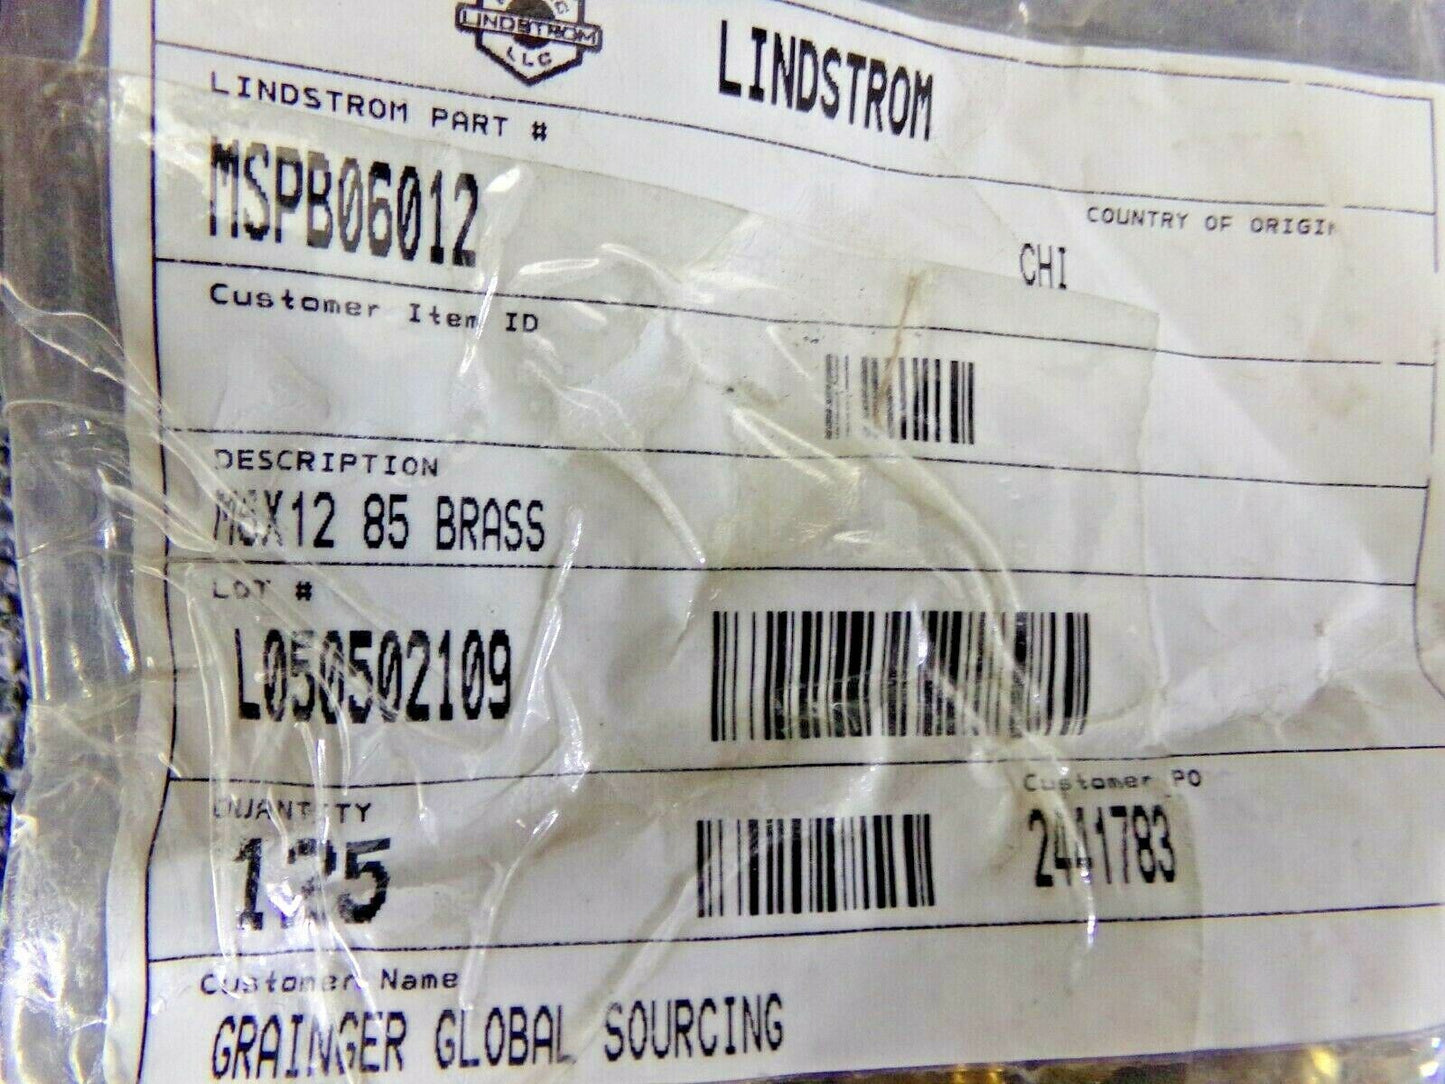 LINDSTROM
LLC
LINDSTROM
LINDSTROM PART #
MSPB06012
COUNTRY OF ORIGIN
CHI
Customer Item ID
DESCRIPTION
M6X12 85 BRASS
LOT #
L050502109
QUANTITY
125
Customer PO
2441783
Customer Name
GRAINGER GLOBAL SOURCING